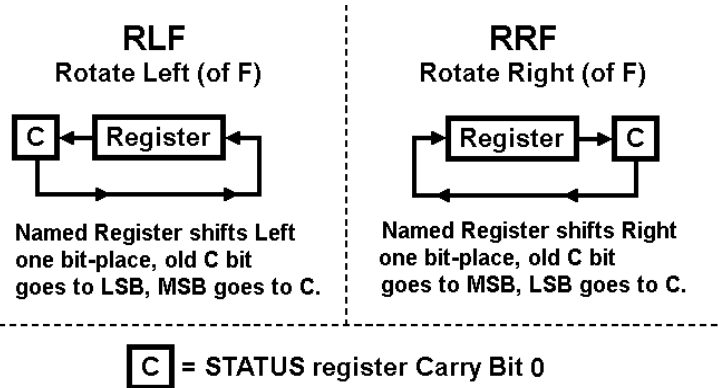 RLF
Rotate Left (of F)
C
Register
Named Register shifts Left
one bit-place, old C bit
goes to LSB, MSB goes to C.
RRF
Rotate Right (of F)
Register
C
Named Register shifts Right
one bit-place, old C bit
goes to MSB, LSB goes to C.
C = STATUS register Carry Bit 0